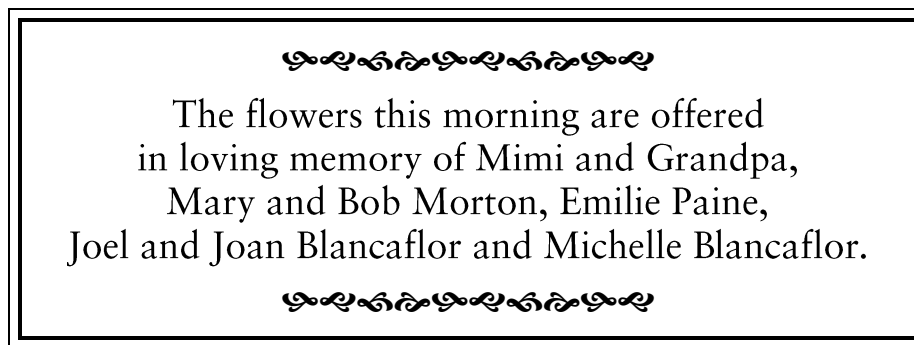 The flowers this morning are offered
in loving memory of Mimi and Grandpa,
Mary and Bob Morton, Emilie Paine,
Joel and Joan Blancaflor and Michelle Blancaflor.